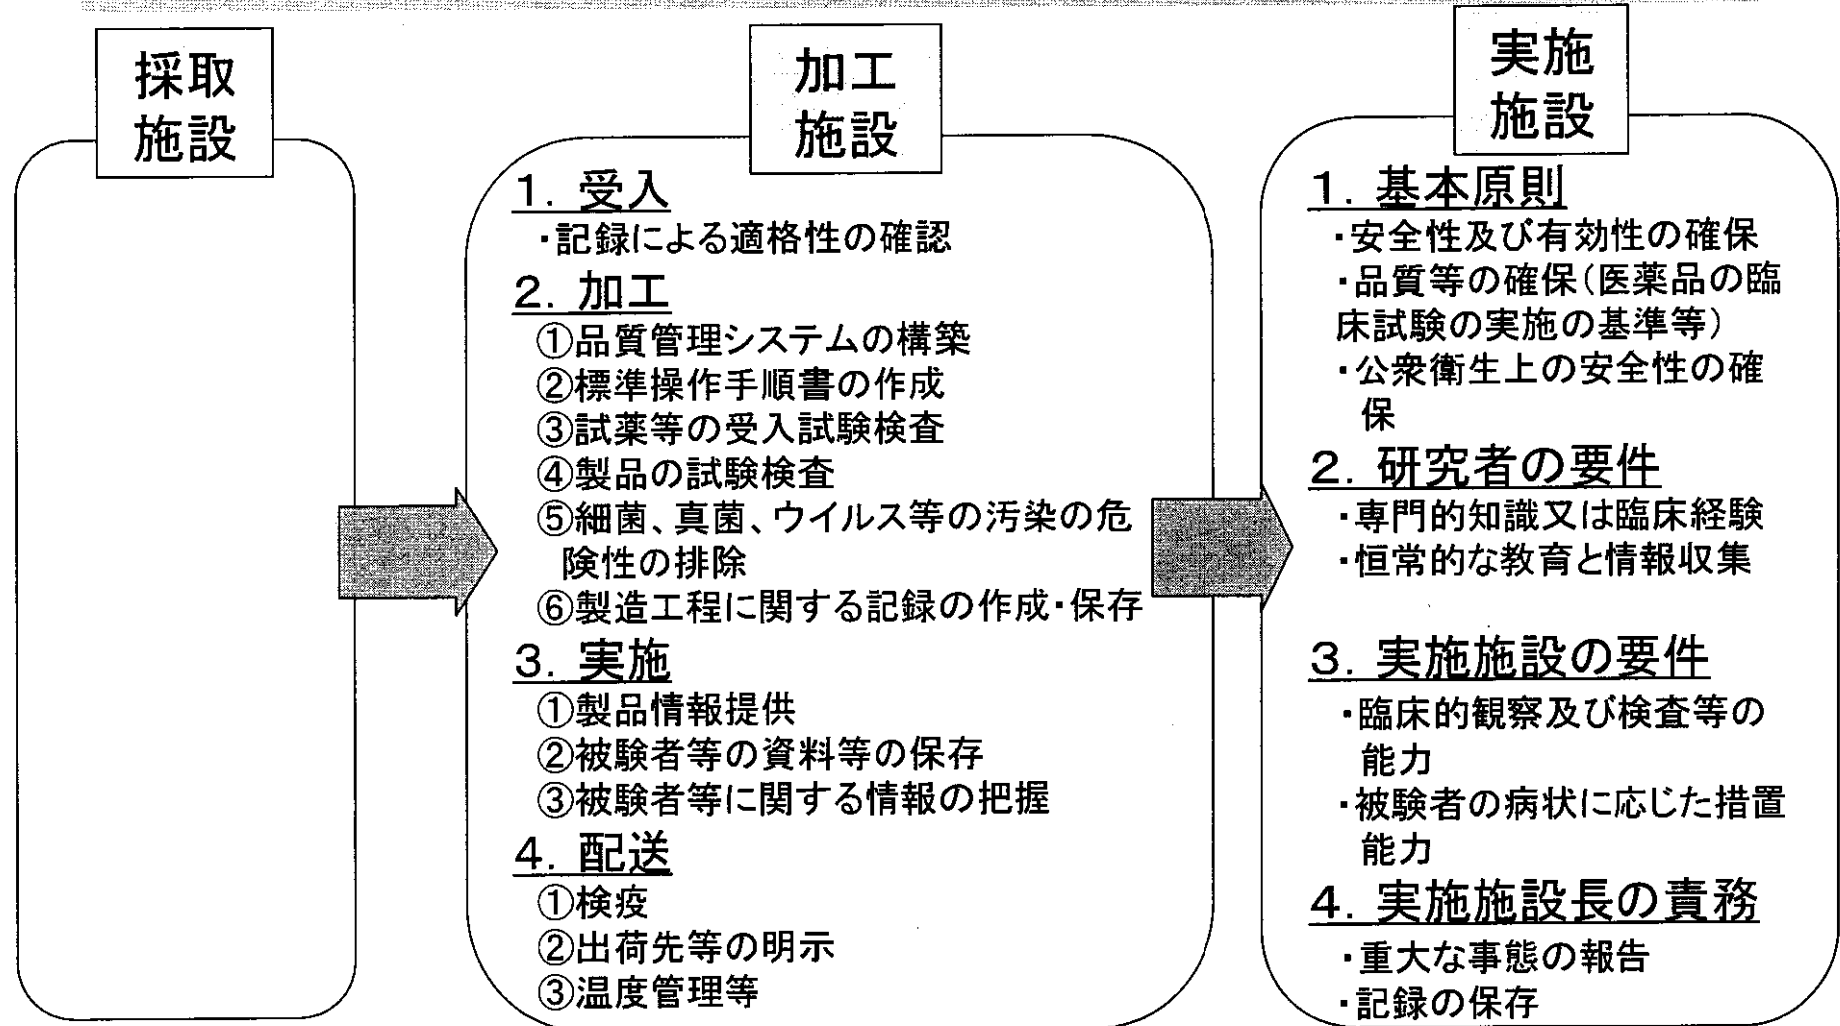 採取
施設
加工
施設
1. 受入
・記録による適格性の確認
2. 加工
①品質管理システムの構築
②標準操作手順書の作成
③試薬等の受入試験検査
④製品の試験検査
⑤細菌、真菌、ウイルス等の汚染の危
険性の排除
⑥製造工程に関する記録の作成・保存
3. 実施
①製品情報提供
②被験者等の資料等の保存
③被験者等に関する情報の把握
4. 配送
①検疫
②出荷先等の明示
③温度管理等
実施
施設
1. 基本原則
・安全性及び有効性の確保
・品質等の確保(医薬品の臨
床試験の実施の基準等)
・公衆衛生上の安全性の確
保
2. 研究者の要件
・専門的知識又は臨床経験
・恒常的な教育と情報収集
3. 実施施設の要件
・臨床的観察及び検査等の
能力
・被験者の病状に応じた措置
能力
4. 実施施設長の責務
・重大な事態の報告
・記録の保存